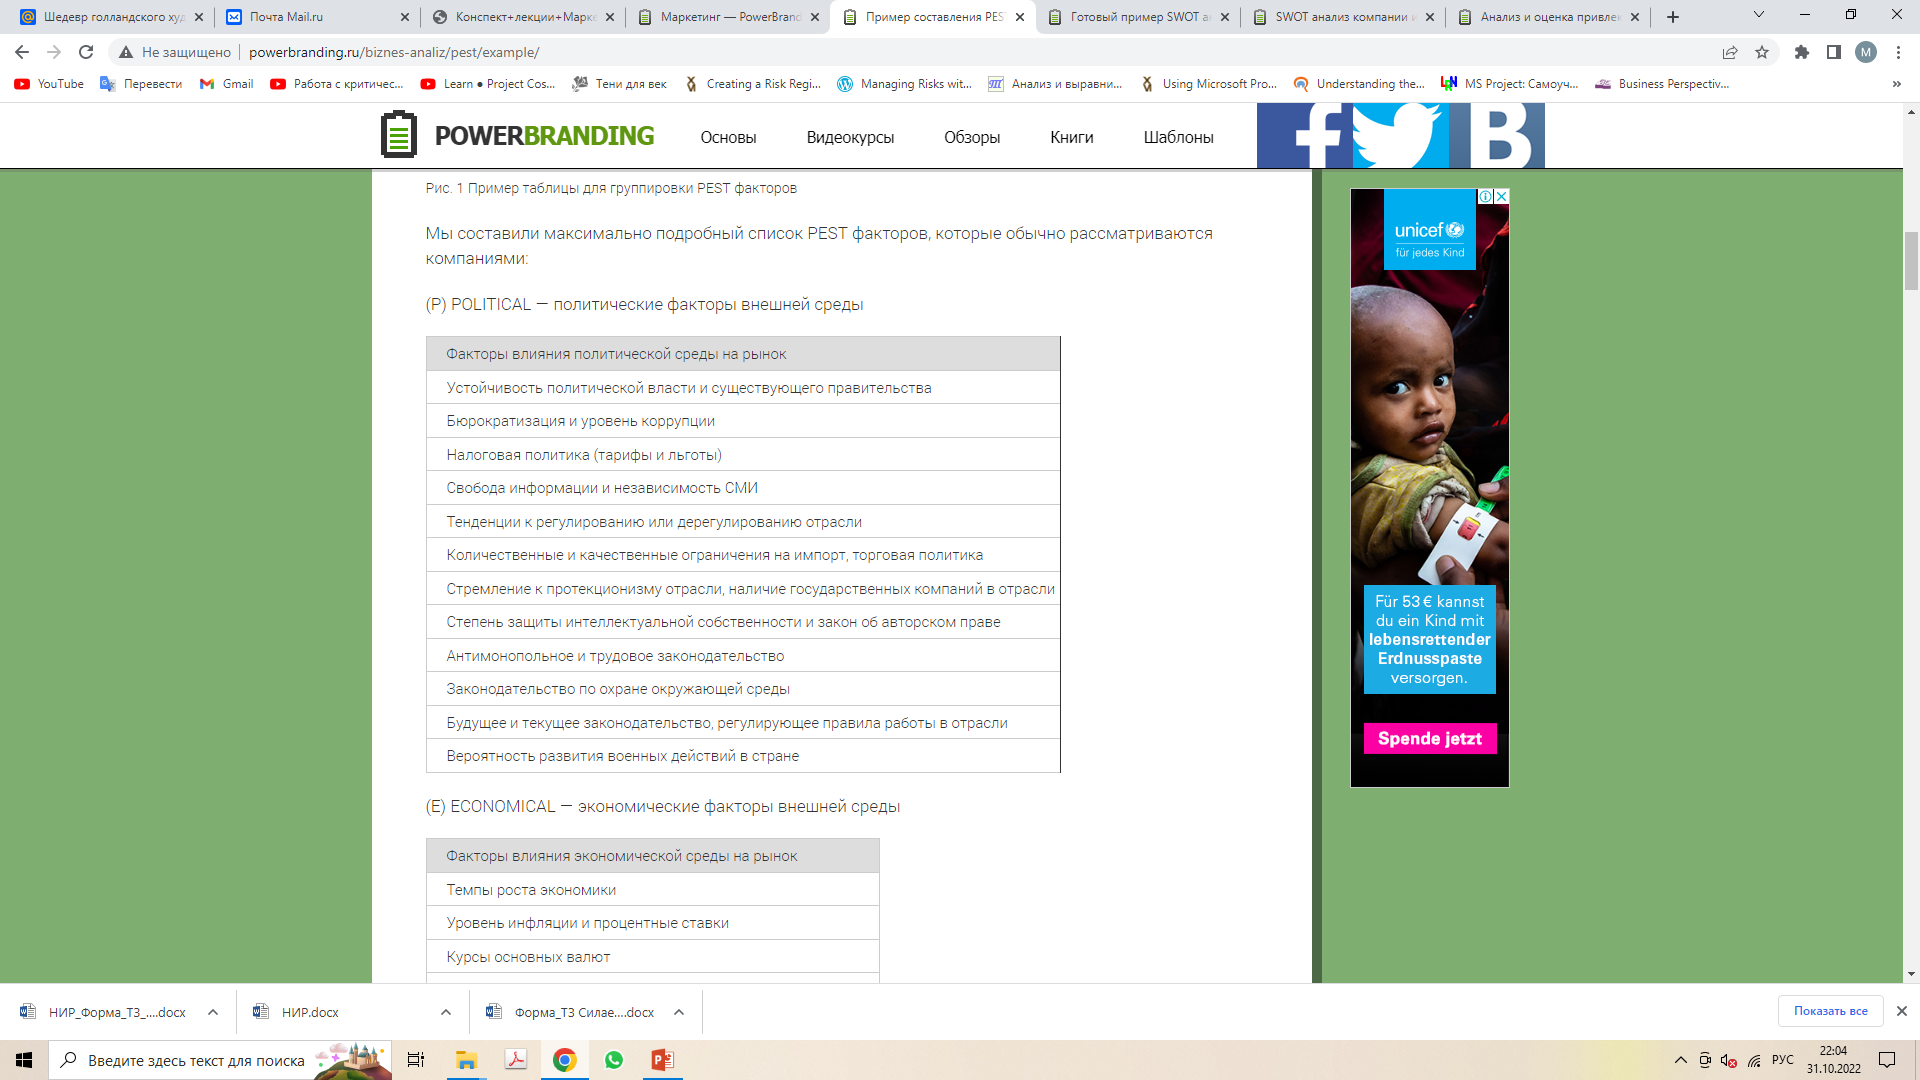 Шедевр голландского худ
Почта Mail.ru
Конспект+лекции+Марке
Маркетинг — PowerBrand
Пример составления PES
Готовый пример SWOT а
SWOT анализ компании и
Анализ и оценка привлек
Не защищено
powerbranding.ru/biznes-analiz/pest/example/
M
YouTube
Перевести
Gmail
Работа с критичес...
Learn ● Project Cos...
Тени для век
Creating a Risk Regi...
Managing Risks wit...
Анализ и выравни...
Using Microsoft Pro...
Understanding the...
MS Project: Самоуч...
Business Perspectiv...
»
POWERBRANDING
Основы
Видеокурсы
Обзоры
Книги
Шаблоны
Рис. 1 Пример таблицы для группировки PEST факторов
Мы составили максимально подробный список PEST факторов, которые обычно рассматриваются
компаниями:
(P) POLITICAL — политические факторы внешней среды
Факторы влияния политической среды на рынок
Устойчивость политической власти и существующего правительства
Бюрократизация и уровень коррупции
Налоговая политика (тарифы и льготы)
Свобода информации и независимость СМИ
Тенденции к регулированию или дерегулированию отрасли
Количественные и качественные ограничения на импорт, торговая политика
Стремление к протекционизму отрасли, наличие государственных компаний в отрасли
Степень защиты интеллектуальной собственности и закон об авторском праве
Антимонопольное и трудовое законодательство
Законодательство по охране окружающей среды
Будущее и текущее законодательство, регулирующее правила работы в отрасли
Вероятность развития военных действий в стране
(E) ECONOMICAL — экономические факторы внешней среды
Факторы влияния экономической среды на рынок
Темпы роста экономики
Уровень инфляции и процентные ставки
Курсы основных валют
unicef
für jedes Kind
Für 53 € kannst
du ein Kind mit
lebensrettender
Erdnusspaste
versorgen.
Spende jetzt
НИР_Форма_ТЗ_....docx
НИР.docx
Форма_ТЗ Силае....docx
Показать все
Введите здесь текст для поиска
РУС
22:04
31.10.2022